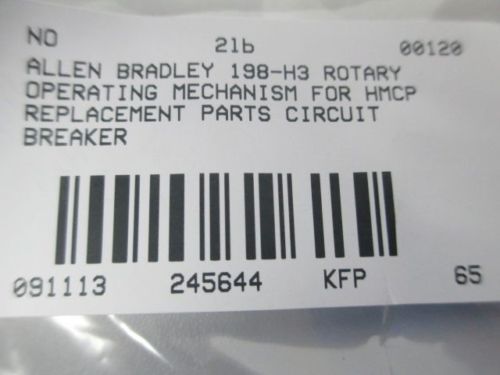 NO 2lb 00120
ALLEN BRADLEY 198-H3 ROTARY
OPERATING MECHANISM FOR HMCP
REPLACEMENT PARTS CIRCUIT
BREAKER
091113 245644 KFP 65